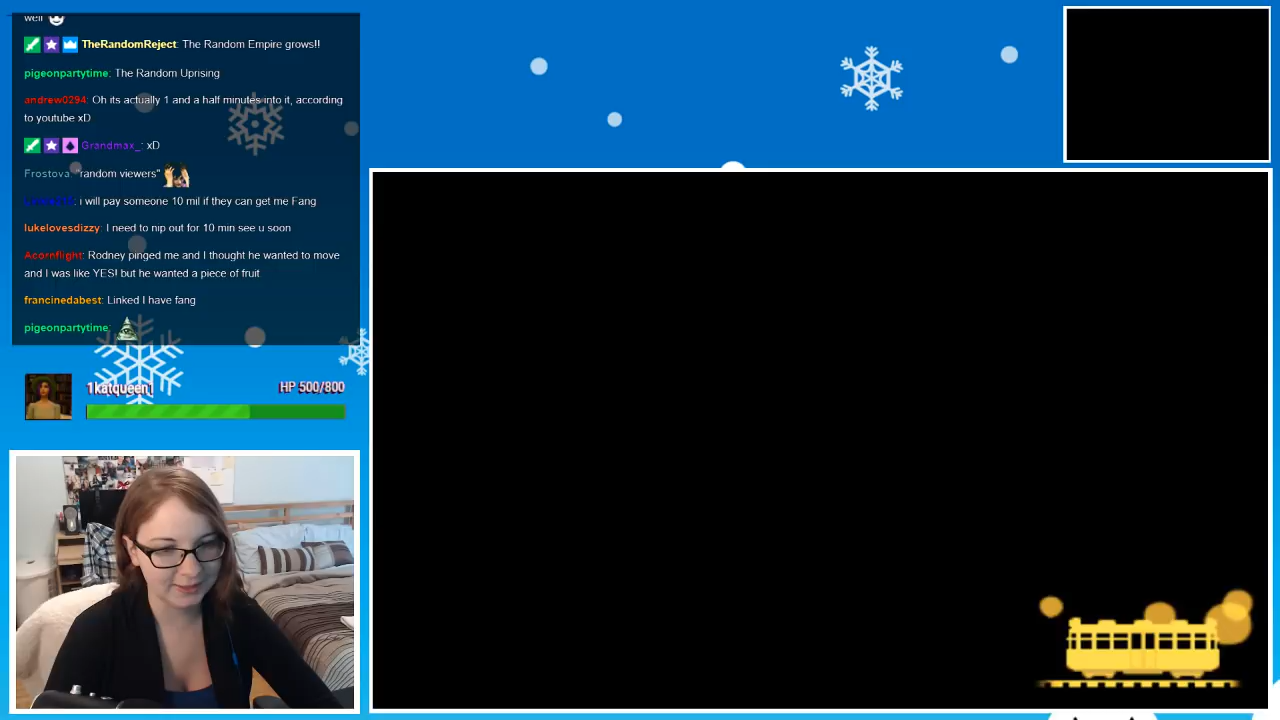 well
TheRandomReject: The Random Empire grows!!
pigeonpartytime: The Random Uprising
andrew0294: Oh its actually 1 and a half minutes into it, according
to youtube xD
Grandmax_: xD
Frostova: "random viewers"
: i will pay someone 10 mil if they can get me Fang
lukelovesdizzy: I need to nip out for 10 min see u soon
Acornflight: Rodney pinged me and I thought he wanted to move
and I was like YES! but he wanted a piece of fruit
francinedabest: Linked I have fang
pigeonpartytime:
1katqueen1
HP 500/800